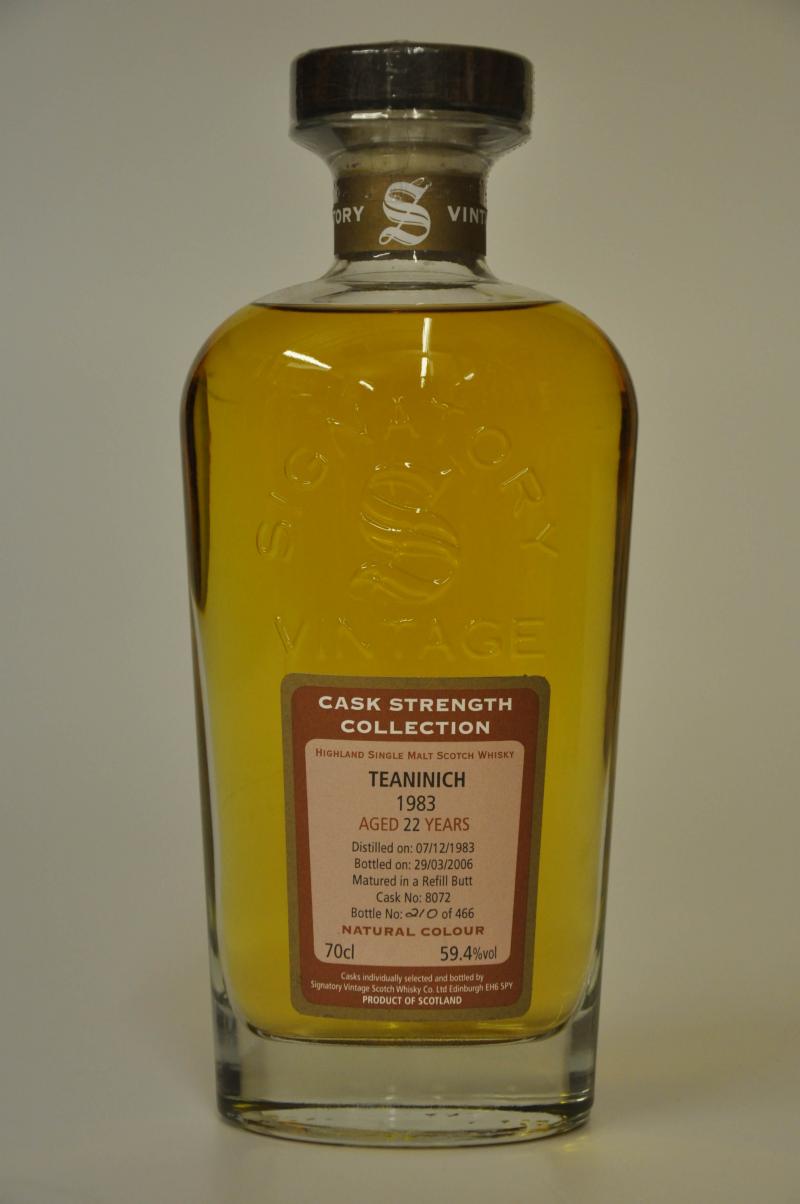 TORY S VINT
SIGNATORY
S
VINTAGE
CASK STRENGTH
COLLECTION
HIGHLAND SINGLE MALT SCOTCH WHISKY
TEANINICH
1983
AGED 22 YEARS
Distilled on: 07/12/1983
Bottled on: 29/03/2006
Matured in a Refill Butt
Cask No: 8072
Bottle No: 210 of 466
NATURAL COLOUR
70cl 59.4%vol
Casks individually selected and bottled by
Signatory Vintage Scotch Whisky Co. Ltd Edinburgh EH6 5PY
PRODUCT OF SCOTLAND